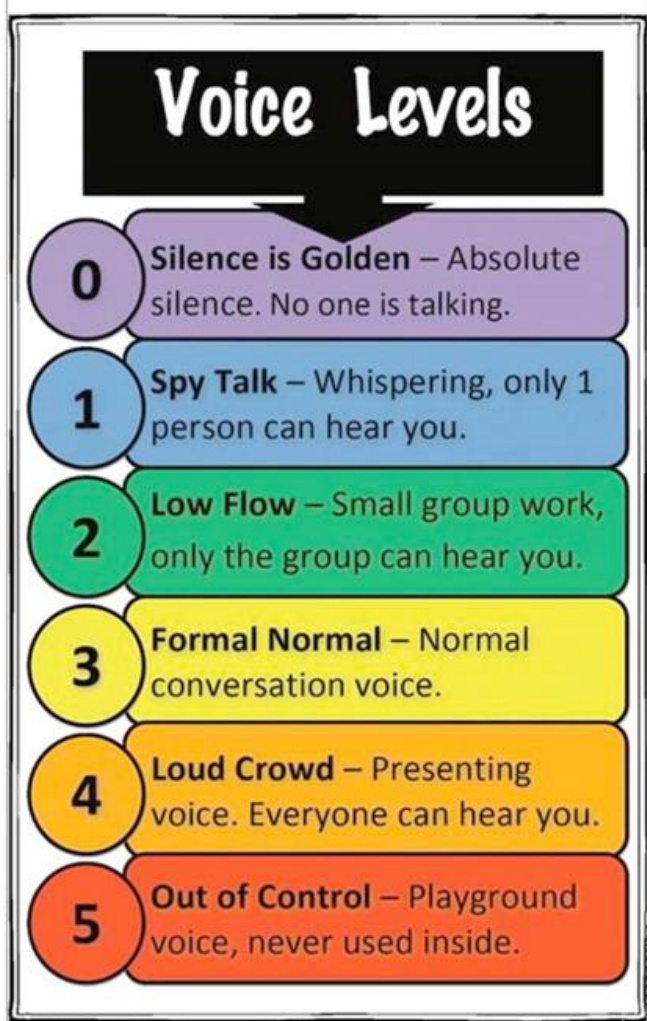 Voice Levels
0
Silence is Golden – Absolute
silence. No one is talking.
1
Spy Talk – Whispering, only 1
person can hear you.
2
Low Flow – Small group work,
only the group can hear you.
3
Formal Normal – Normal
conversation voice.
4
Loud Crowd – Presenting
voice. Everyone can hear you.
5
Out of Control – Playground
voice, never used inside.